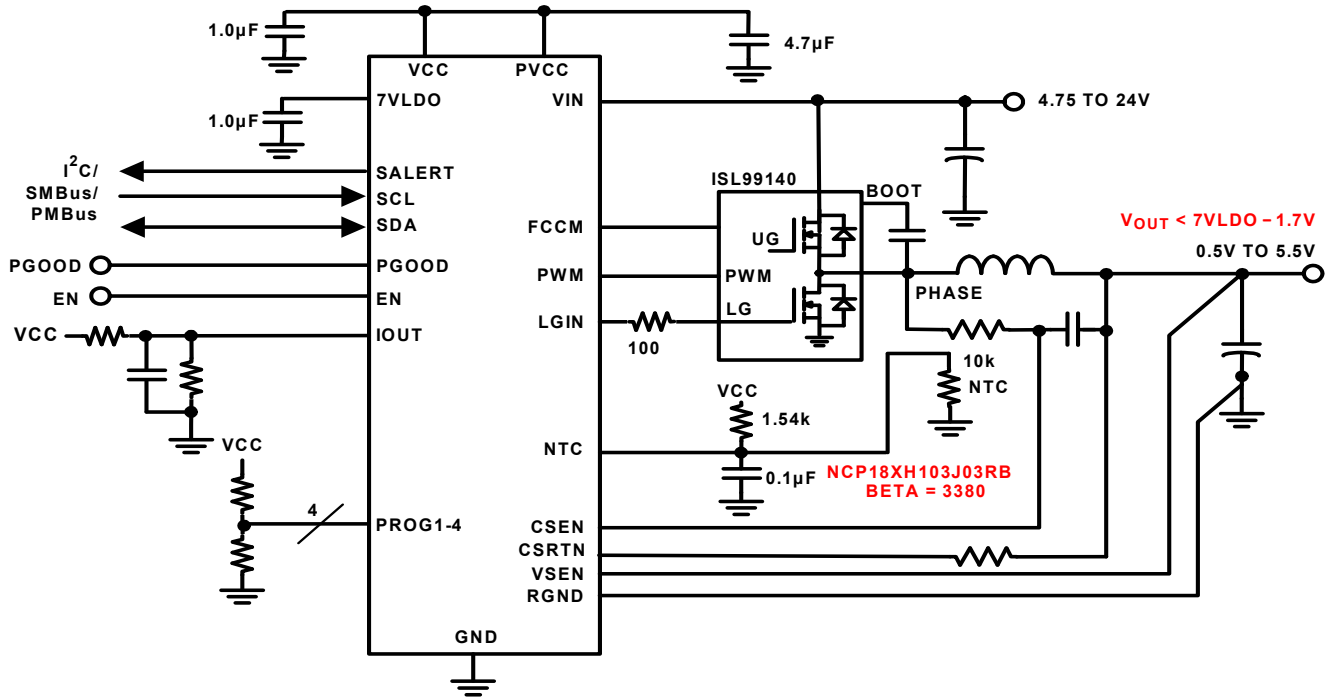 1.0µF
4.7µF
VCC
PVCC
7VLDO
VIN
4.75 TO 24V
1.0µF
I2C/
SMBus/
PMBus
SALERT
SCL
SDA
ISL99140
BOOT
VOUT < 7VLDO – 1.7V
0.5V TO 5.5V
FCCM
UG
PGOOD
PGOOD
PWM
PWM
PHASE
EN
EN
LGIN
LG
VCC
IOUT
100
10k
NTC
VCC
1.54k
VCC
NTC
0.1µF
NCP18XH103J03RB
BETA = 3380
4
PROG1-4
CSEN
CSRTN
VSEN
RGND
GND